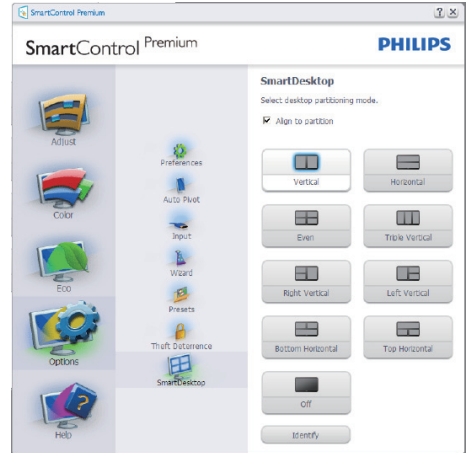 SmartControl Premium
SmartControl Premium
PHILIPS
Adjust
Color
Eco
Options
Help
Preferences
Auto Pivot
Input
Wizard
Presets
Theft Deterrence
SmartDesktop
SmartDesktop
Select desktop partitioning mode.
Align to partition
Vertical
Horizontal
Even
Triple Vertical
Right Vertical
Left Vertical
Bottom Horizontal
Top Horizontal
Off
Identify